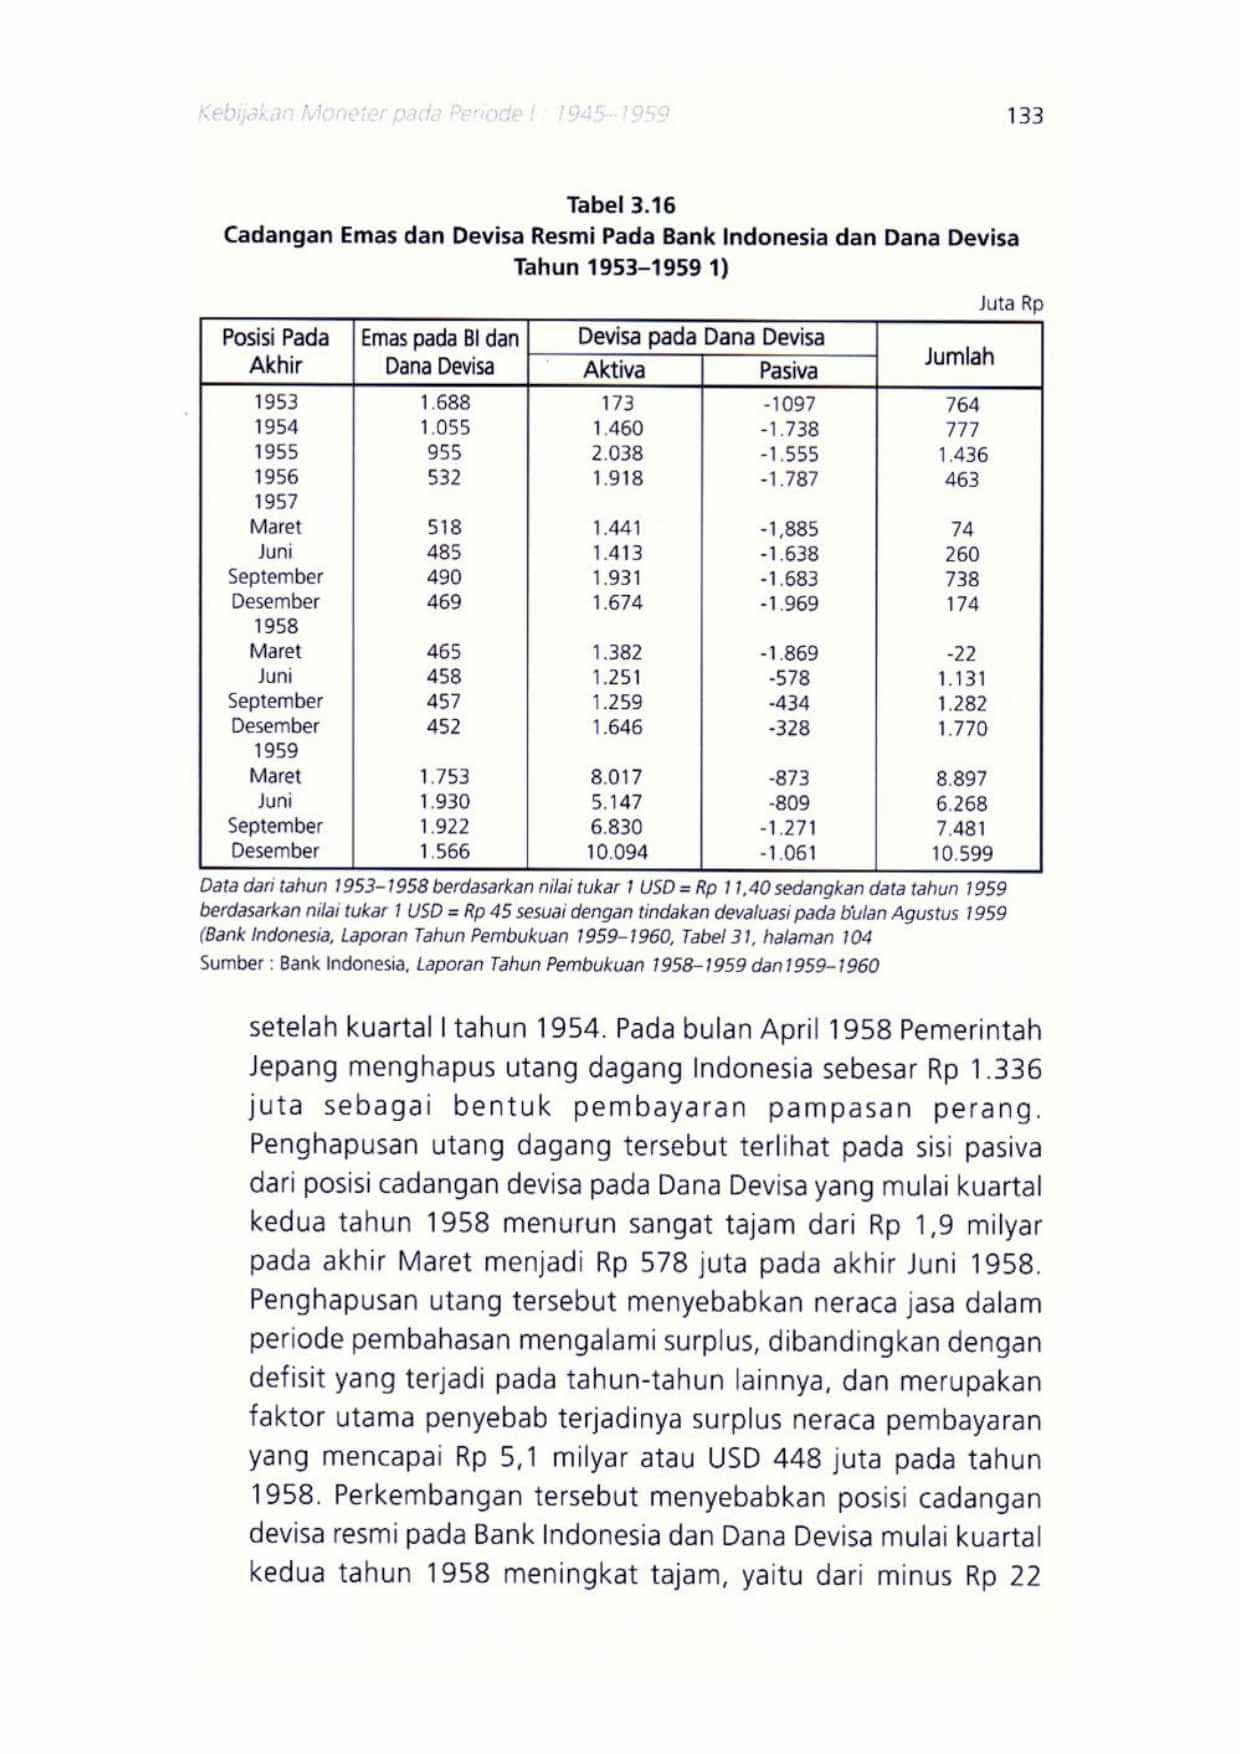 Kebijakan Moneter pada Periode I : 1945–1959 133
Tabel 3.16
Cadangan Emas dan Devisa Resmi Pada Bank Indonesia dan Dana Devisa
Tahun 1953–1959 1)
Juta Rp
Posisi Pada Akhir Emas pada BI dan Dana Devisa Devisa pada Dana Devisa Jumlah
Aktiva Pasiva
1953 1.688 173 -1097 764
1954 1.055 1.460 -1.738 777
1955 955 2.038 -1.555 1.436
1956 532 1.918 -1.787 463
1957
Maret 518 1.441 -1,885 74
Juni 485 1.413 -1.638 260
September 490 1.931 -1.683 738
Desember 469 1.674 -1.969 174
1958
Maret 465 1.382 -1.869 -22
Juni 458 1.251 -578 1.131
September 457 1.259 -434 1.282
Desember 452 1.646 -328 1.770
1959
Maret 1.753 8.017 -873 8.897
Juni 1.930 5.147 -809 6.268
September 1.922 6.830 -1.271 7.481
Desember 1.566 10.094 -1.061 10.599
Data dari tahun 1953–1958 berdasarkan nilai tukar 1 USD = Rp 11,40 sedangkan data tahun 1959
berdasarkan nilai tukar 1 USD = Rp 45 sesuai dengan tindakan devaluasi pada bulan Agustus 1959
(Bank Indonesia, Laporan Tahun Pembukuan 1959–1960, Tabel 31, halaman 104
Sumber : Bank Indonesia, Laporan Tahun Pembukuan 1958–1959 dan1959–1960
setelah kuartal I tahun 1954. Pada bulan April 1958 Pemerintah
Jepang menghapus utang dagang Indonesia sebesar Rp 1.336
juta sebagai bentuk pembayaran pampasan perang.
Penghapusan utang dagang tersebut terlihat pada sisi pasiva
dari posisi cadangan devisa pada Dana Devisa yang mulai kuartal
kedua tahun 1958 menurun sangat tajam dari Rp 1,9 milyar
pada akhir Maret menjadi Rp 578 juta pada akhir Juni 1958.
Penghapusan utang tersebut menyebabkan neraca jasa dalam
periode pembahasan mengalami surplus, dibandingkan dengan
defisit yang terjadi pada tahun-tahun lainnya, dan merupakan
faktor utama penyebab terjadinya surplus neraca pembayaran
yang mencapai Rp 5,1 milyar atau USD 448 juta pada tahun
1958. Perkembangan tersebut menyebabkan posisi cadangan
devisa resmi pada Bank Indonesia dan Dana Devisa mulai kuartal
kedua tahun 1958 meningkat tajam, yaitu dari minus Rp 22